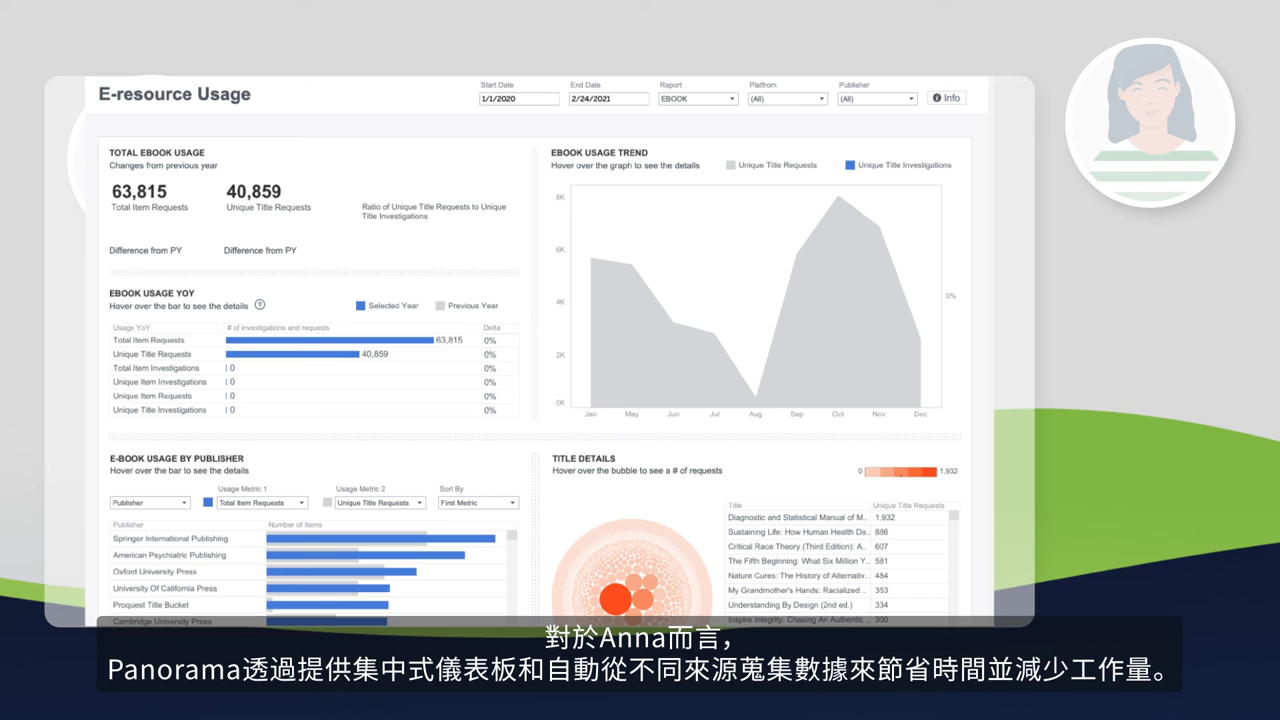 E-resource Usage
Start Date
1/1/2020
End Date
2/24/2021
Report
EBOOK
Platfrom
(All)
Publisher
(All)
Info
TOTAL EBOOK USAGE
Changes from previous year
63,815
Total Item Requests
40,859
Unique Title Requests
Ratio of Unique Title Requests to Unique
Title Investigations
Difference from PY
Difference from PY
EBOOK USAGE YOY
Hover over the bar to see the details
?
Selected Year
Previous Year
Usage YoY
# of investigations and requests
Delta
Total Item Requests 63,815 0%
Unique Title Requests 40,859 0%
Total Item Investigations 0 0%
Unique Item Investigations 0 0%
Unique Item Requests 0 0%
Unique Title Investigations 0 0%
EBOOK USAGE TREND
Hover over the graph to see the details
Unique Title Requests
Unique Title Investigations
8K
6K
4K
2K
0K
0%
Jan May Jun Jul Aug Sep Oct Nov Dec
E-BOOK USAGE BY PUBLISHER
Hover over the bar to see the details
Usage Metric 1
Usage Metric 2
Sort By
Publisher
Total Item Requests
Unique Title Requests
First Metric
Publisher
Number of Items
Springer International Publishing
American Psychiatric Publishing
Oxford University Press
University Of California Press
Proquest Title Bucket
Cambridge University Press
TITLE DETAILS
Hover over the bubble to see a # of requests
0
1,932
Title
Unique Title Requests
Diagnostic and Statistical Manual of M.. 1,932
Sustaining Life: How Human Health De.. 886
Critical Race Theory (Third Edition): A.. 607
The Fifth Beginning: What Six Million Y.. 581
Nature Cures: The History of Alternativ.. 484
My Grandmother's Hands: Racialized .. 353
Understanding By Design (2nd ed.) 334
Inspire Integrity: Chasing An Authentic .. 300
對於Anna而言，
Panorama透過提供集中式儀表板和自動從不同來源蒐集數據來節省時間並減少工作量。